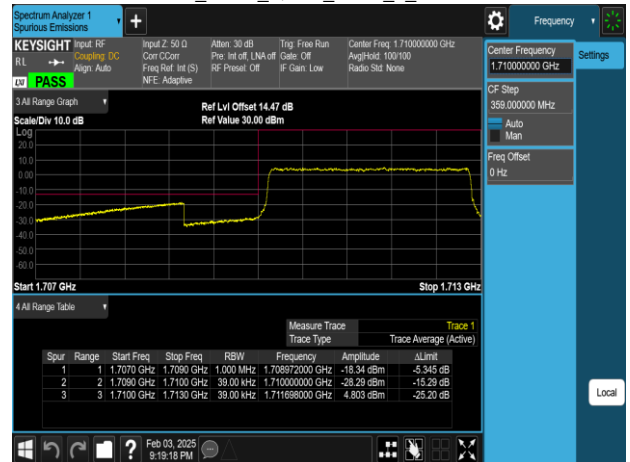 Spectrum Analyzer 1
Spurious Emissions
Frequency
KEYSIGHT
Input: RF
Coupling: DC
Align: Auto
Input Z: 50 Ω
Corr CCorr
Freq Ref: Int (S)
NFE: Adaptive
Atten: 30 dB
Pre: Int off, LNA off
RF Presel: Off
Trig: Free Run
Gate: Off
IF Gain: Low
Center Freq: 1.710000000 GHz
Avg|Hold: 100/100
Radio Std: None
RL
LXI
PASS
Center Frequency
1.710000000 GHz
Settings
CF Step
359.000000 MHz
Auto
Man
Freq Offset
0 Hz
3 All Range Graph
Scale/Div 10.0 dB
Ref Lvl Offset 14.47 dB
Ref Value 30.00 dBm
Log
20.0
10.0
0.00
-10.0
-20.0
-30.0
-40.0
-50.0
-60.0
Start 1.707 GHz
Stop 1.713 GHz
4 All Range Table
Measure Trace Trace 1
Trace Type Trace Average (Active)
Spur Range Start Freq Stop Freq RBW Frequency Amplitude ΔLimit
1 1 1.7070 GHz 1.7090 GHz 1.000 MHz 1.708972000 GHz -18.34 dBm -5.345 dB
2 2 1.7090 GHz 1.7100 GHz 39.00 kHz 1.710000000 GHz -28.29 dBm -15.29 dB
3 3 1.7100 GHz 1.7130 GHz 39.00 kHz 1.711698000 GHz 4.803 dBm -25.20 dB
Local
Feb 03, 2025
9:19:18 PM